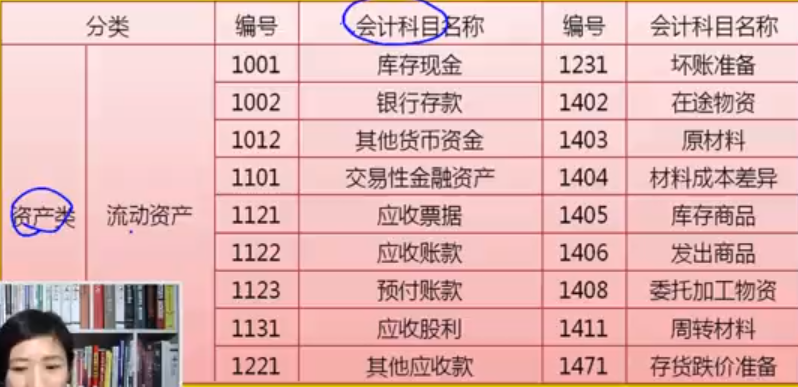 分类 编号 会计科目名称 编号 会计科目名称
1001 库存现金 1231 坏账准备
1002 银行存款 1402 在途物资
1012 其他货币资金 1403 原材料
1101 交易性金融资产 1404 材料成本差异
资产类 流动资产 1121 应收票据 1405 库存商品
1122 应收账款 1406 发出商品
1123 预付账款 1408 委托加工物资
1131 应收股利 1411 周转材料
1221 其他应收款 1471 存货跌价准备